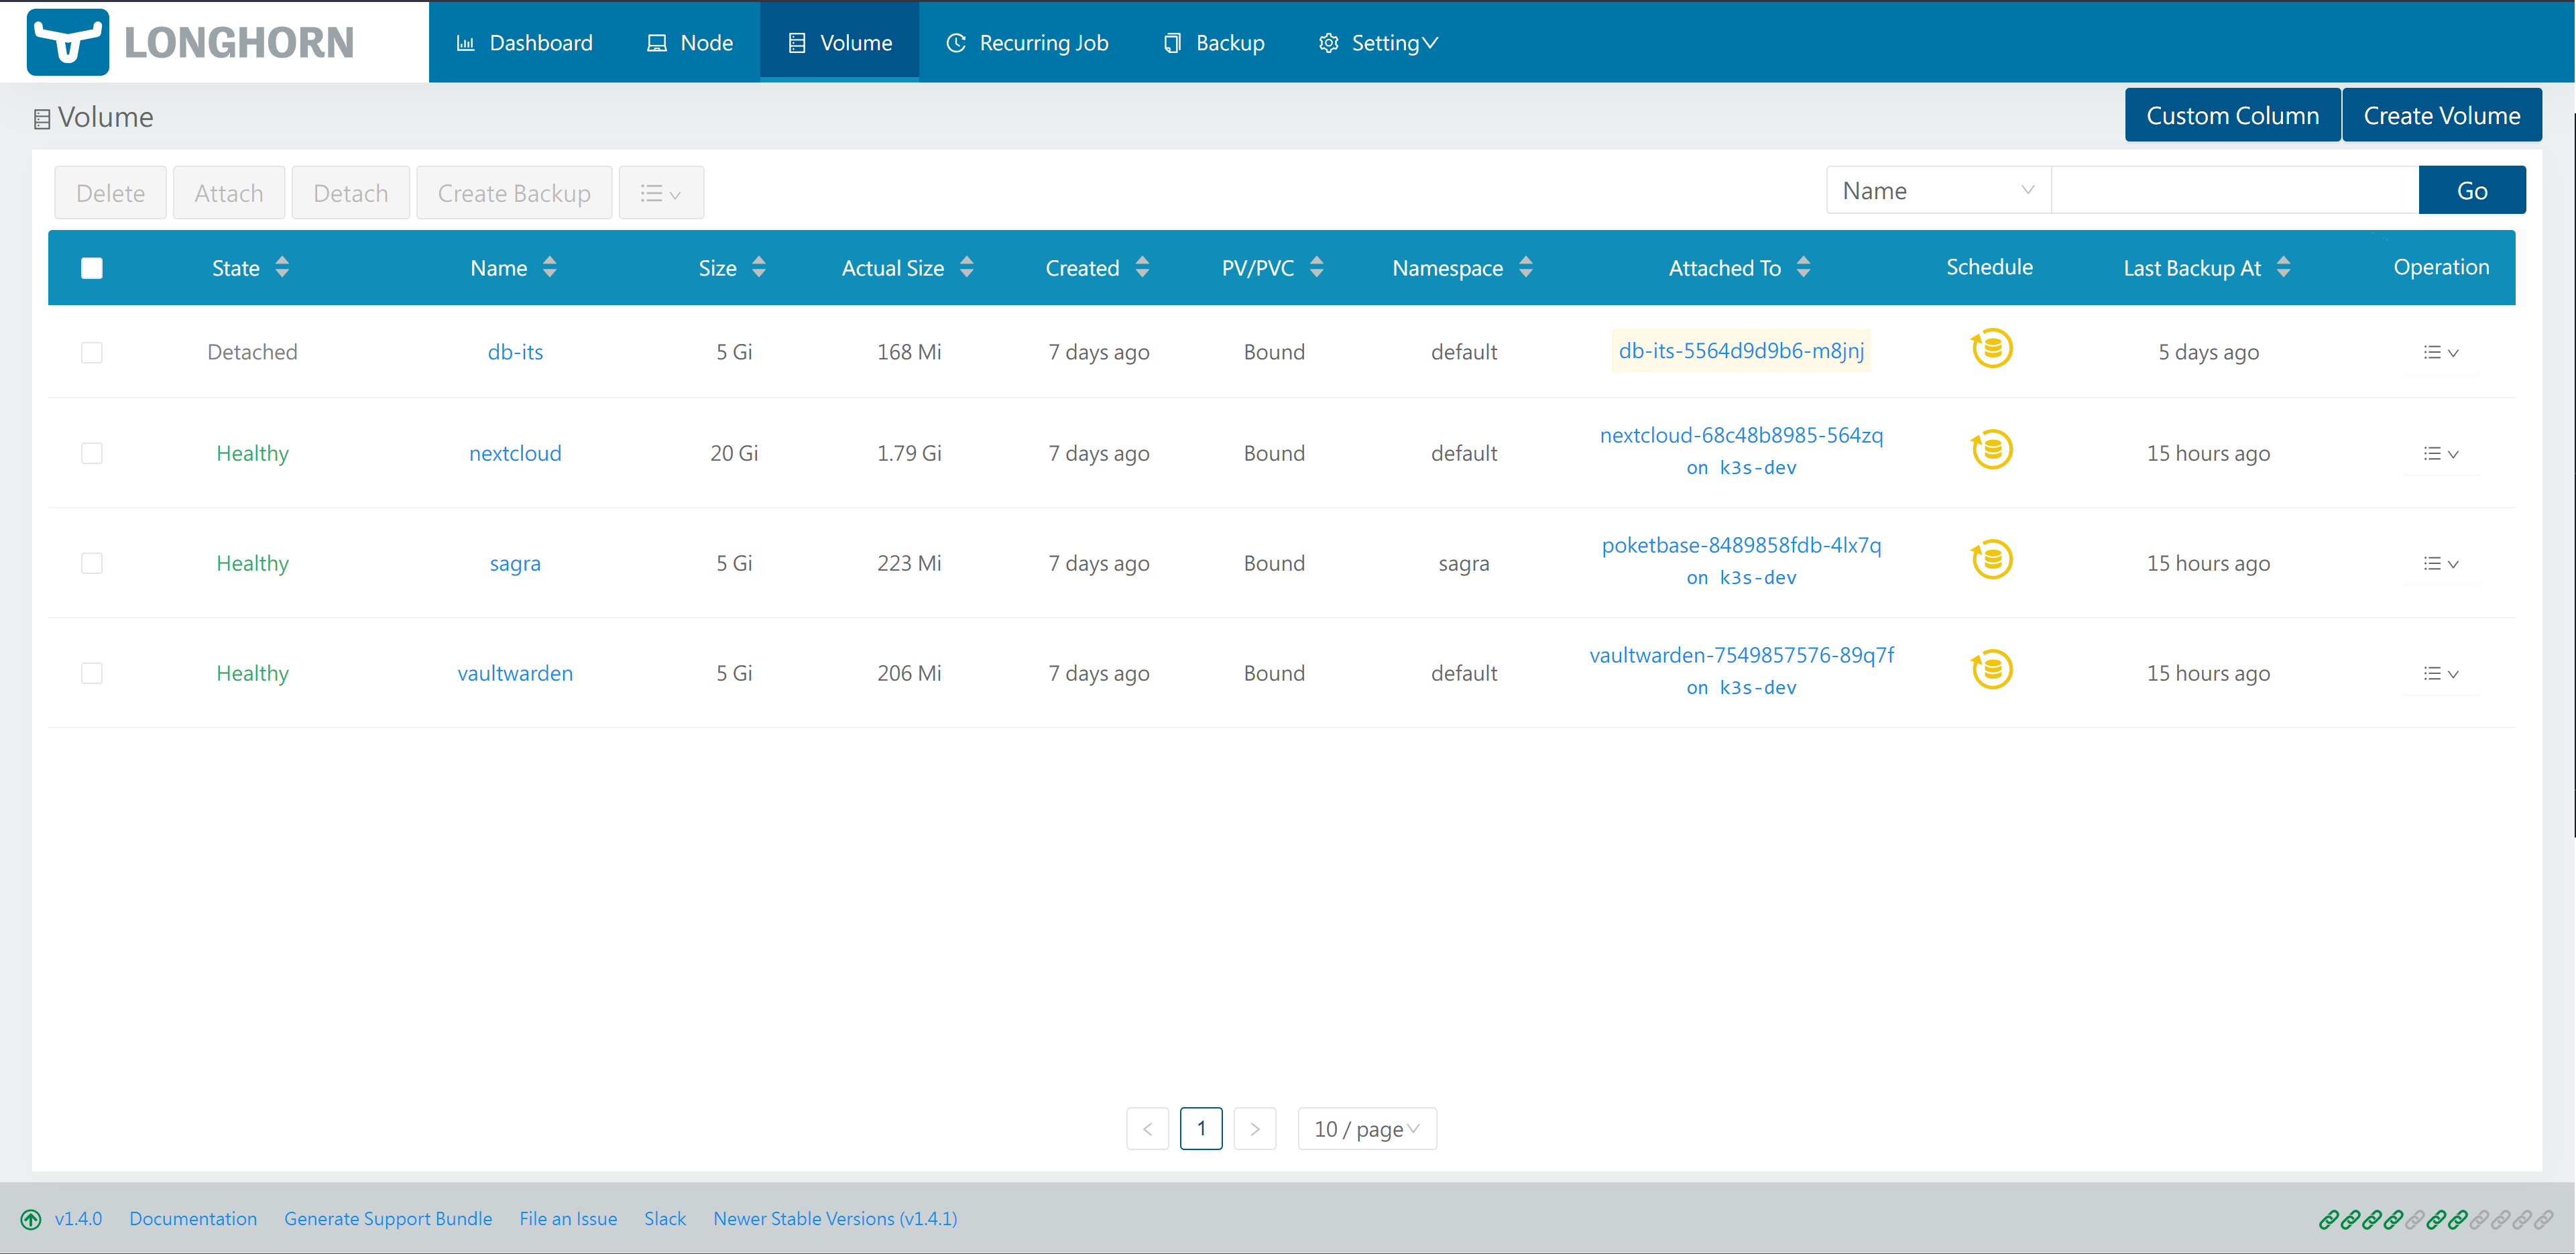 LONGHORN
Dashboard Node Volume Recurring Job Backup Setting
Volume
Custom Column Create Volume
Delete Attach Detach Create Backup
Name Go
State Name Size Actual Size Created PV/PVC Namespace Attached To Schedule Last Backup At Operation
Detached db-its 5 Gi 168 Mi 7 days ago Bound default db-its-5564d9d9b6-m8jnj 5 days ago
Healthy nextcloud 20 Gi 1.79 Gi 7 days ago Bound default nextcloud-68c48b8985-564zq 15 hours ago
on k3s-dev
Healthy sagra 5 Gi 223 Mi 7 days ago Bound sagra poketbase-8489858fdb-4lx7q 15 hours ago
on k3s-dev
Healthy vaultwarden 5 Gi 206 Mi 7 days ago Bound default vaultwarden-7549857576-89q7f 15 hours ago
on k3s-dev
< 1 > 10 / page
v1.4.0 Documentation Generate Support Bundle File an Issue Slack Newer Stable Versions (v1.4.1)